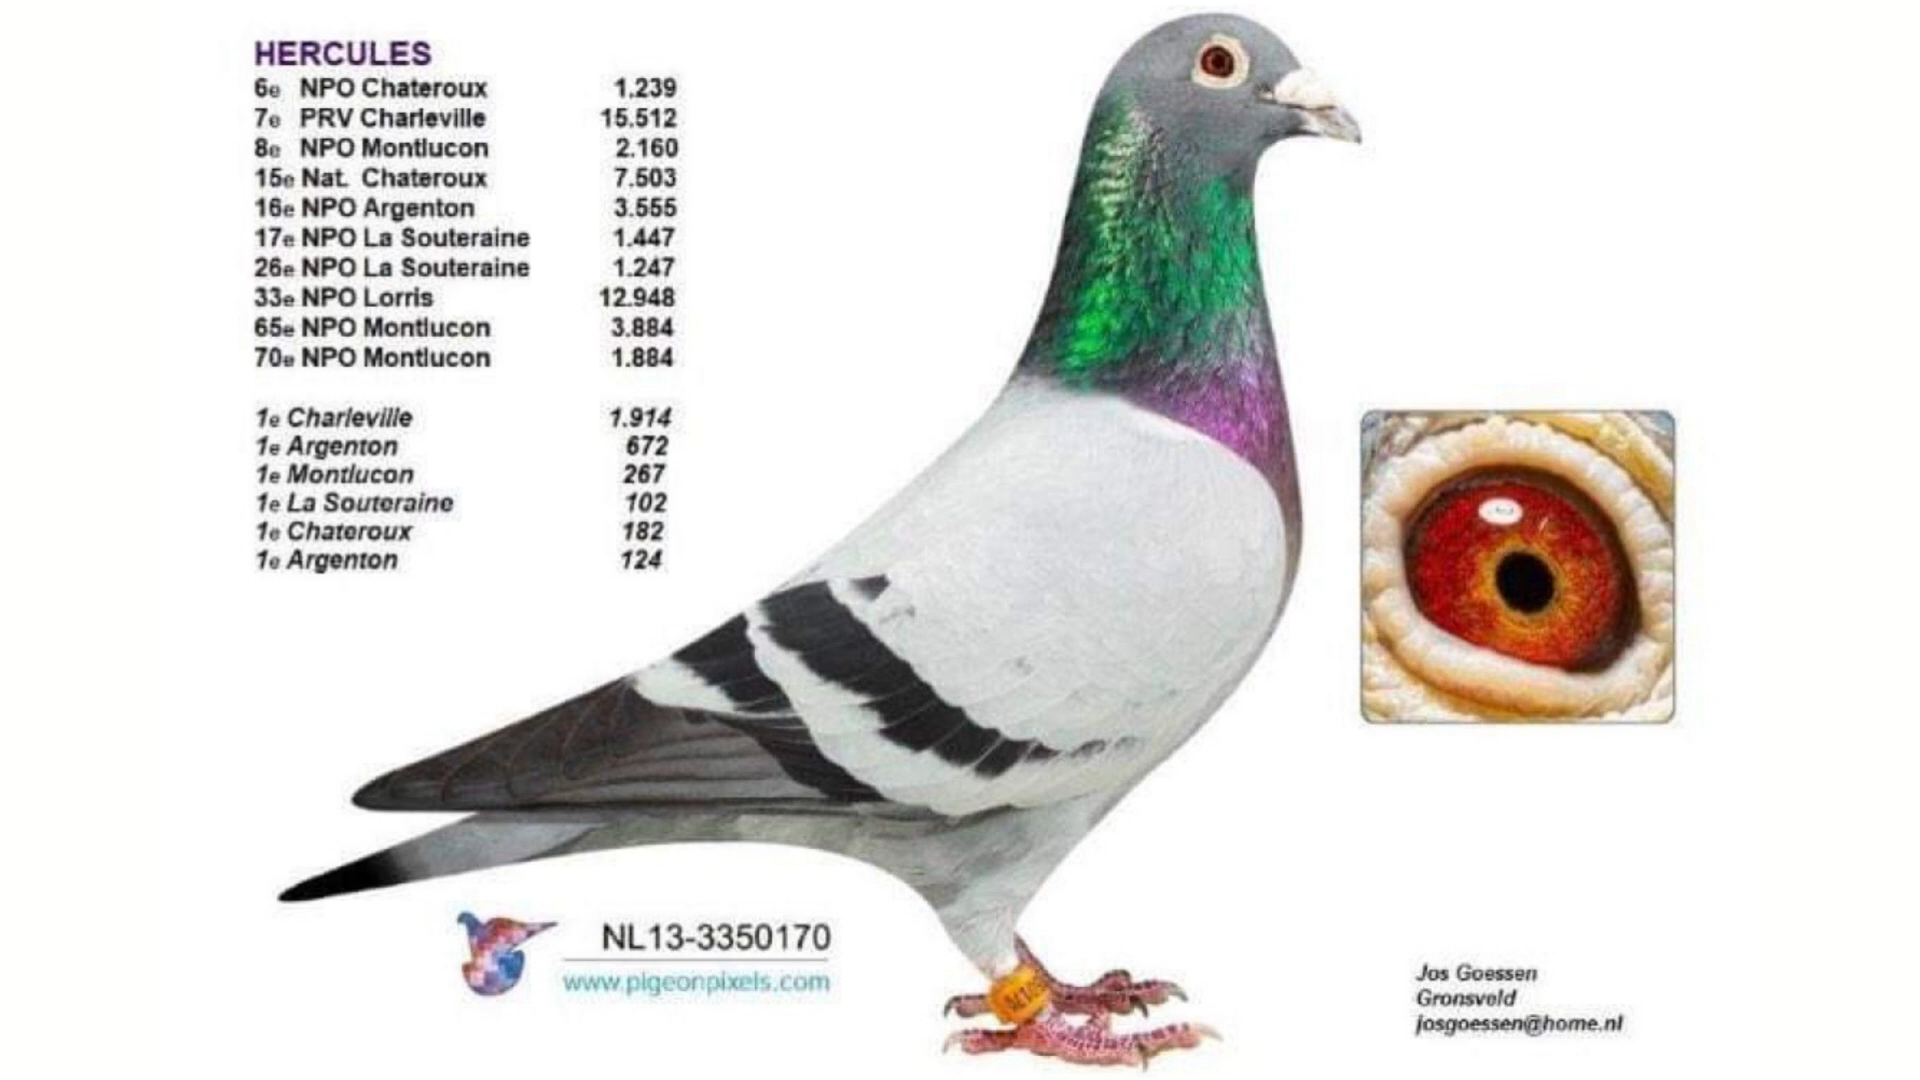 HERCULES
6e NPO Chateroux 1.239
7e PRV Charleville 15.512
8e NPO Montlucon 2.160
15e Nat. Chateroux 7.503
16e NPO Argenton 3.555
17e NPO La Souteraine 1.447
26e NPO La Souteraine 1.247
33e NPO Lorris 12.948
65e NPO Montlucon 3.884
70e NPO Montlucon 1.884
1e Charleville 1.914
1e Argenton 672
1e Montlucon 267
1e La Souteraine 102
1e Chateroux 182
1e Argenton 124
NL13-3350170
www.pigeonpixels.com
Jos Goessen
Gronsveld
josgoessen@home.nl